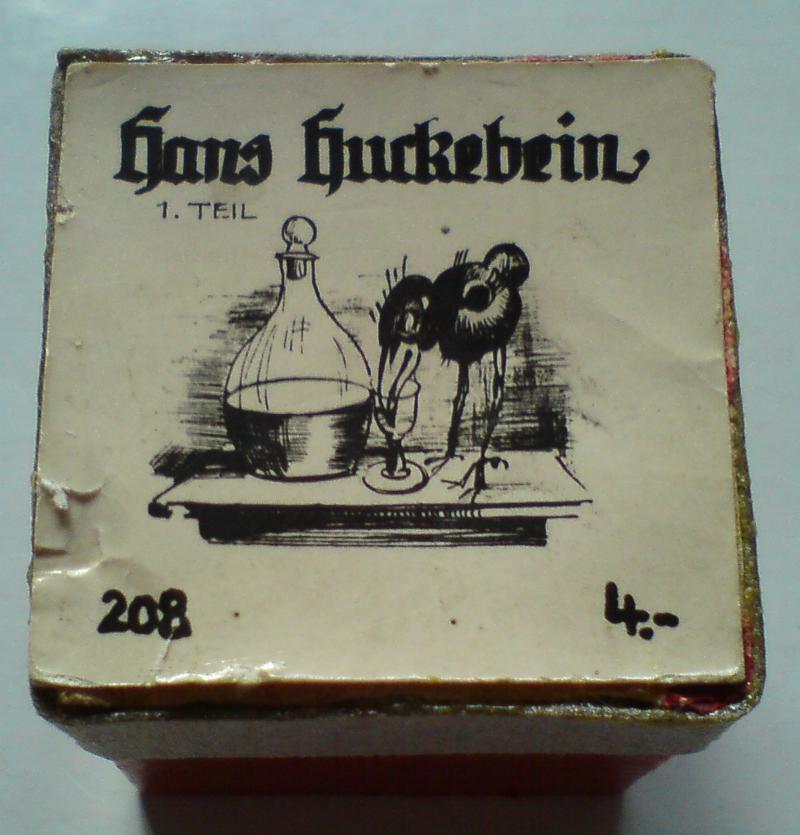 Hans Huckebein
1. TEIL
208 4.-